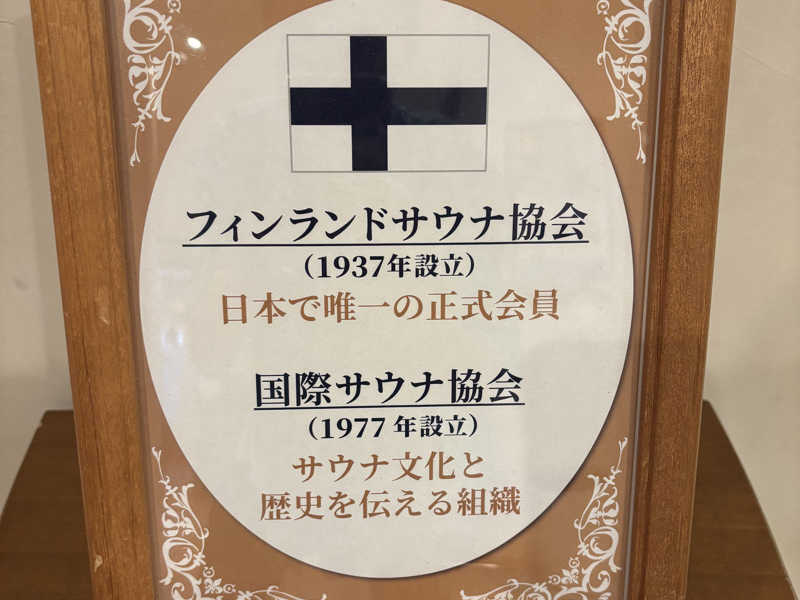 フィンランドサウナ協会
（1937年設立）
日本で唯一の正式会員
国際サウナ協会
（1977年設立）
サウナ文化と
歴史を伝える組織